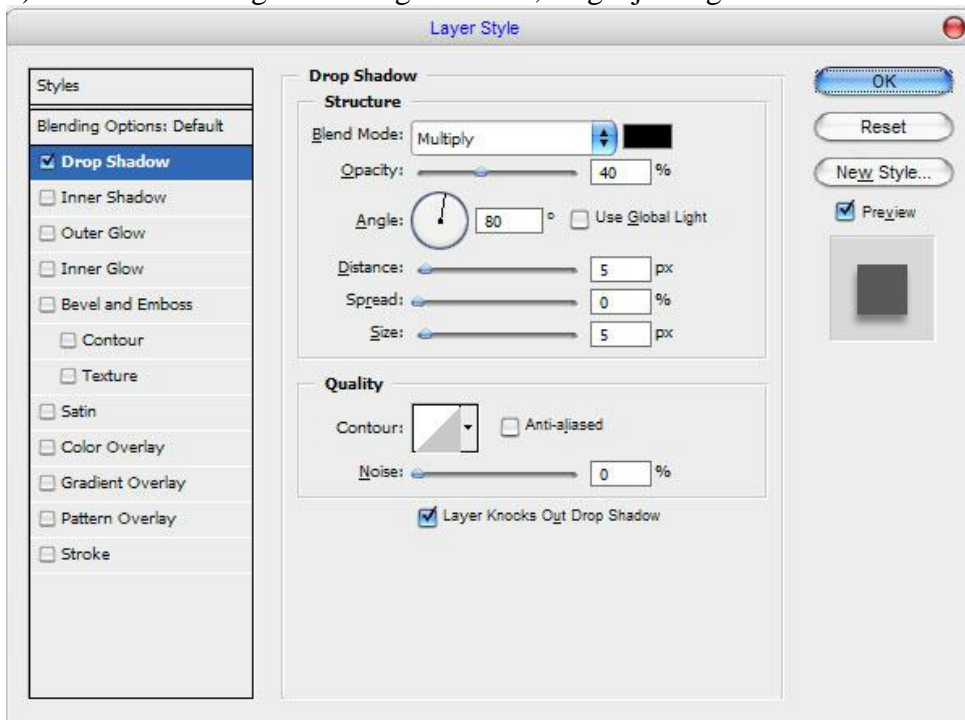 Layer Style
Styles
Blending Options: Default
Drop Shadow
Inner Shadow
Outer Glow
Inner Glow
Bevel and Emboss
Contour
Texture
Satin
Color Overlay
Gradient Overlay
Pattern Overlay
Stroke
Drop Shadow
Structure
Blend Mode: Multiply
Opacity: 40 %
Angle: 80 ° Use Global Light
Distance: 5 px
Spread: 0 %
Size: 5 px
Quality
Contour: Anti-aliased
Noise: 0 %
Layer Knocks Out Drop Shadow
OK
Reset
New Style...
Preview